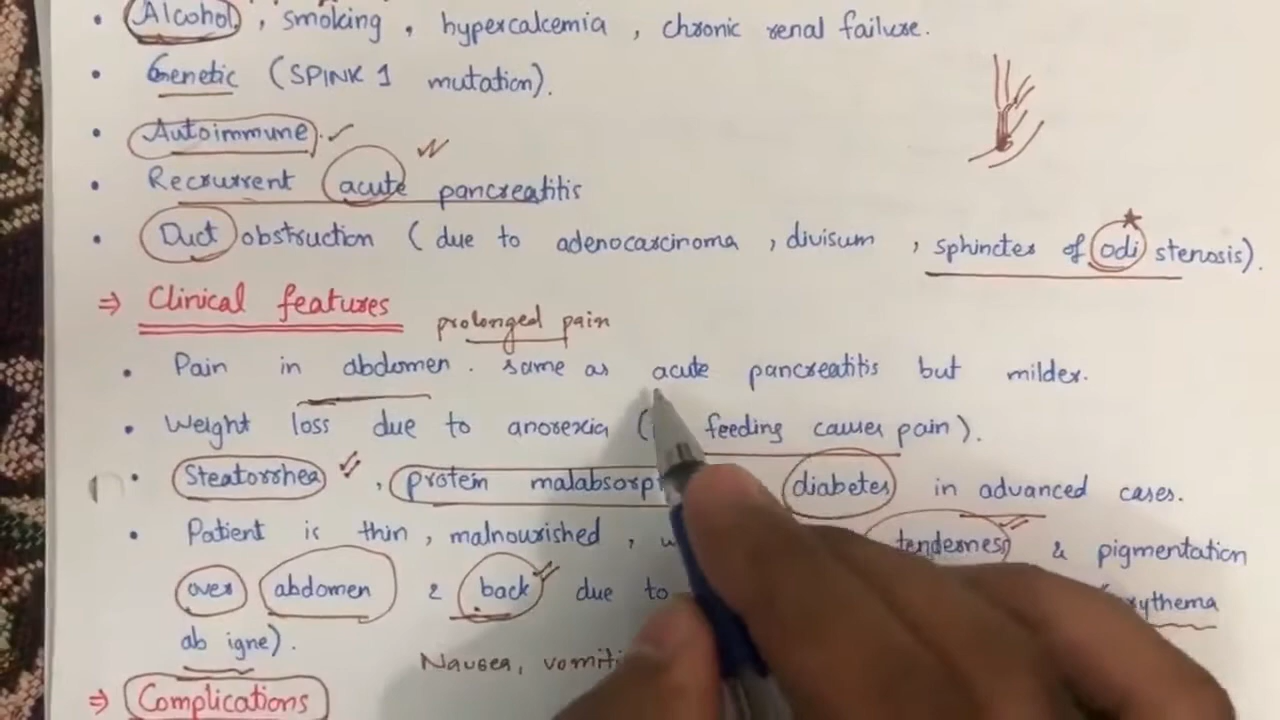 • Alcohol, smoking, hypercalcemia, chronic renal failure.
• Genetic (SPINK 1 mutation).
• Autoimmune.
• Recrurrent acute pancreatitis
• Duct obstruction (due to adenocarcinoma, divisum, sphincter of odi stenosis).
⇒ Clinical features
prolonged pain
• Pain in abdomen. same as acute pancreatitis but milder.
• Weight loss due to anorexia ( feeding causes pain).
• Steatorrhea, protein malabsorpt diabetes in advanced cases.
• Patient is thin, malnourished, tenderness & pigmentation
over abdomen & back due to rythema
ab igne).
Nausea, vomiti
⇒ Complications